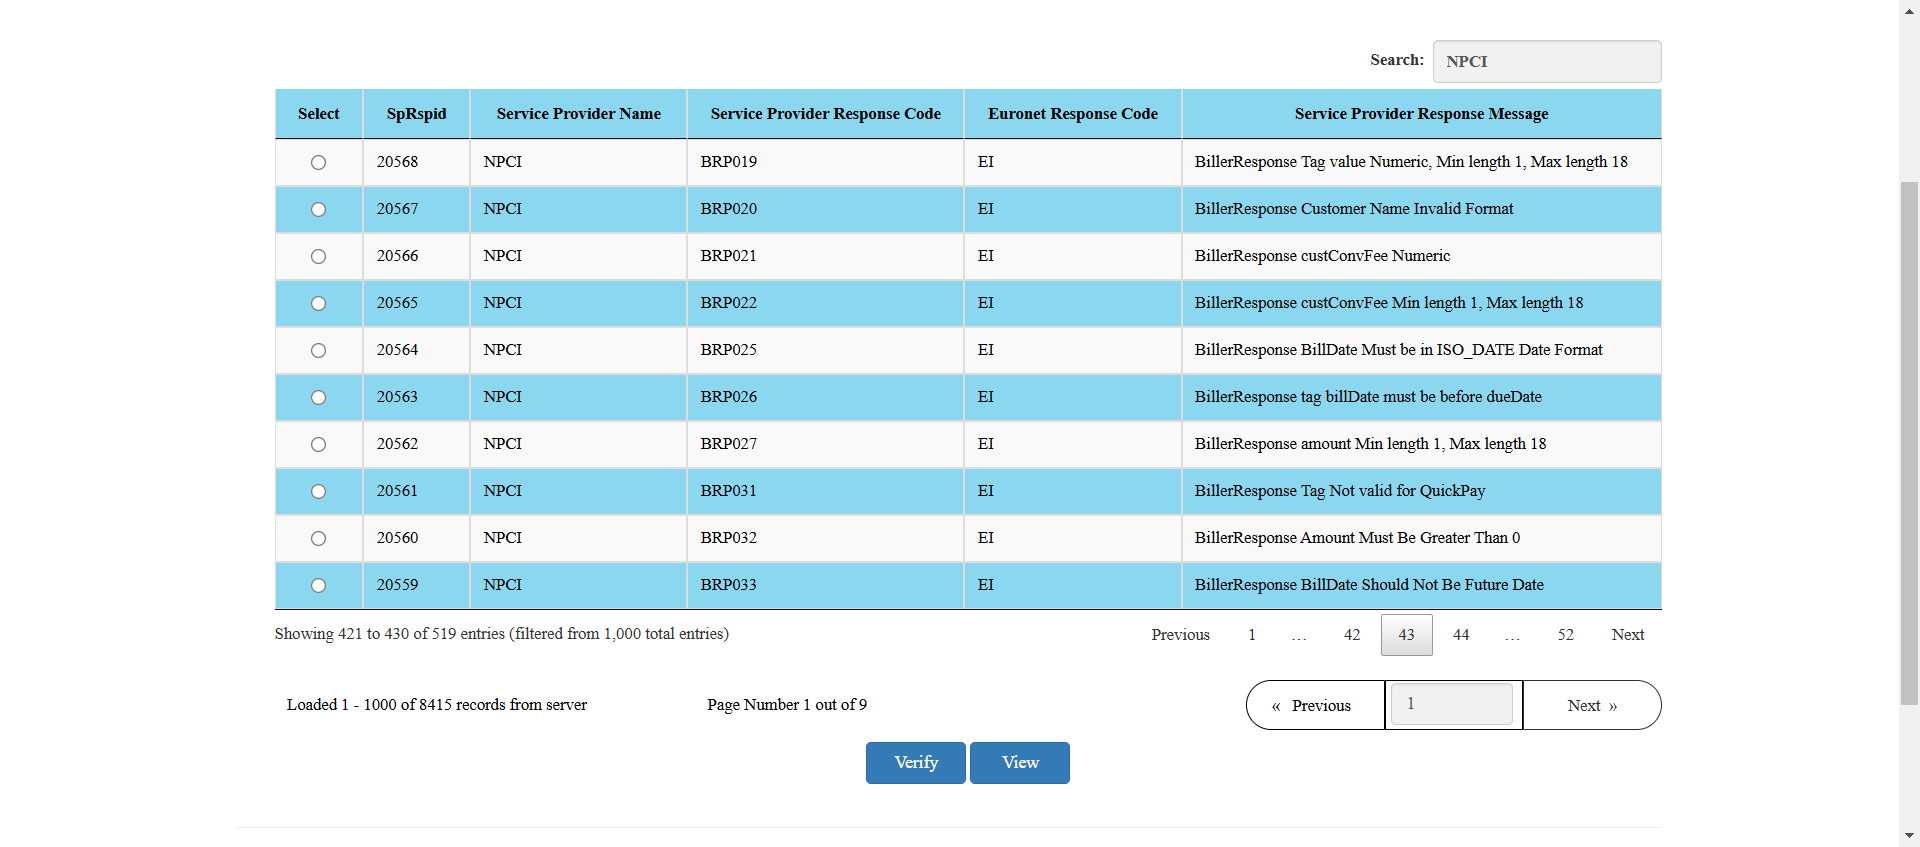 Search: NPCI
Select SpRspid Service Provider Name Service Provider Response Code Euronet Response Code Service Provider Response Message
20568 NPCI BRP019 EI BillerResponse Tag value Numeric, Min length 1, Max length 18
20567 NPCI BRP020 EI BillerResponse Customer Name Invalid Format
20566 NPCI BRP021 EI BillerResponse custConvFee Numeric
20565 NPCI BRP022 EI BillerResponse custConvFee Min length 1, Max length 18
20564 NPCI BRP025 EI BillerResponse BillDate Must be in ISO_DATE Date Format
20563 NPCI BRP026 EI BillerResponse tag billDate must be before dueDate
20562 NPCI BRP027 EI BillerResponse amount Min length 1, Max length 18
20561 NPCI BRP031 EI BillerResponse Tag Not valid for QuickPay
20560 NPCI BRP032 EI BillerResponse Amount Must Be Greater Than 0
20559 NPCI BRP033 EI BillerResponse BillDate Should Not Be Future Date
Showing 421 to 430 of 519 entries (filtered from 1,000 total entries) Previous 1 … 42 43 44 … 52 Next
Loaded 1 - 1000 of 8415 records from server Page Number 1 out of 9 « Previous 1 Next »
Verify View